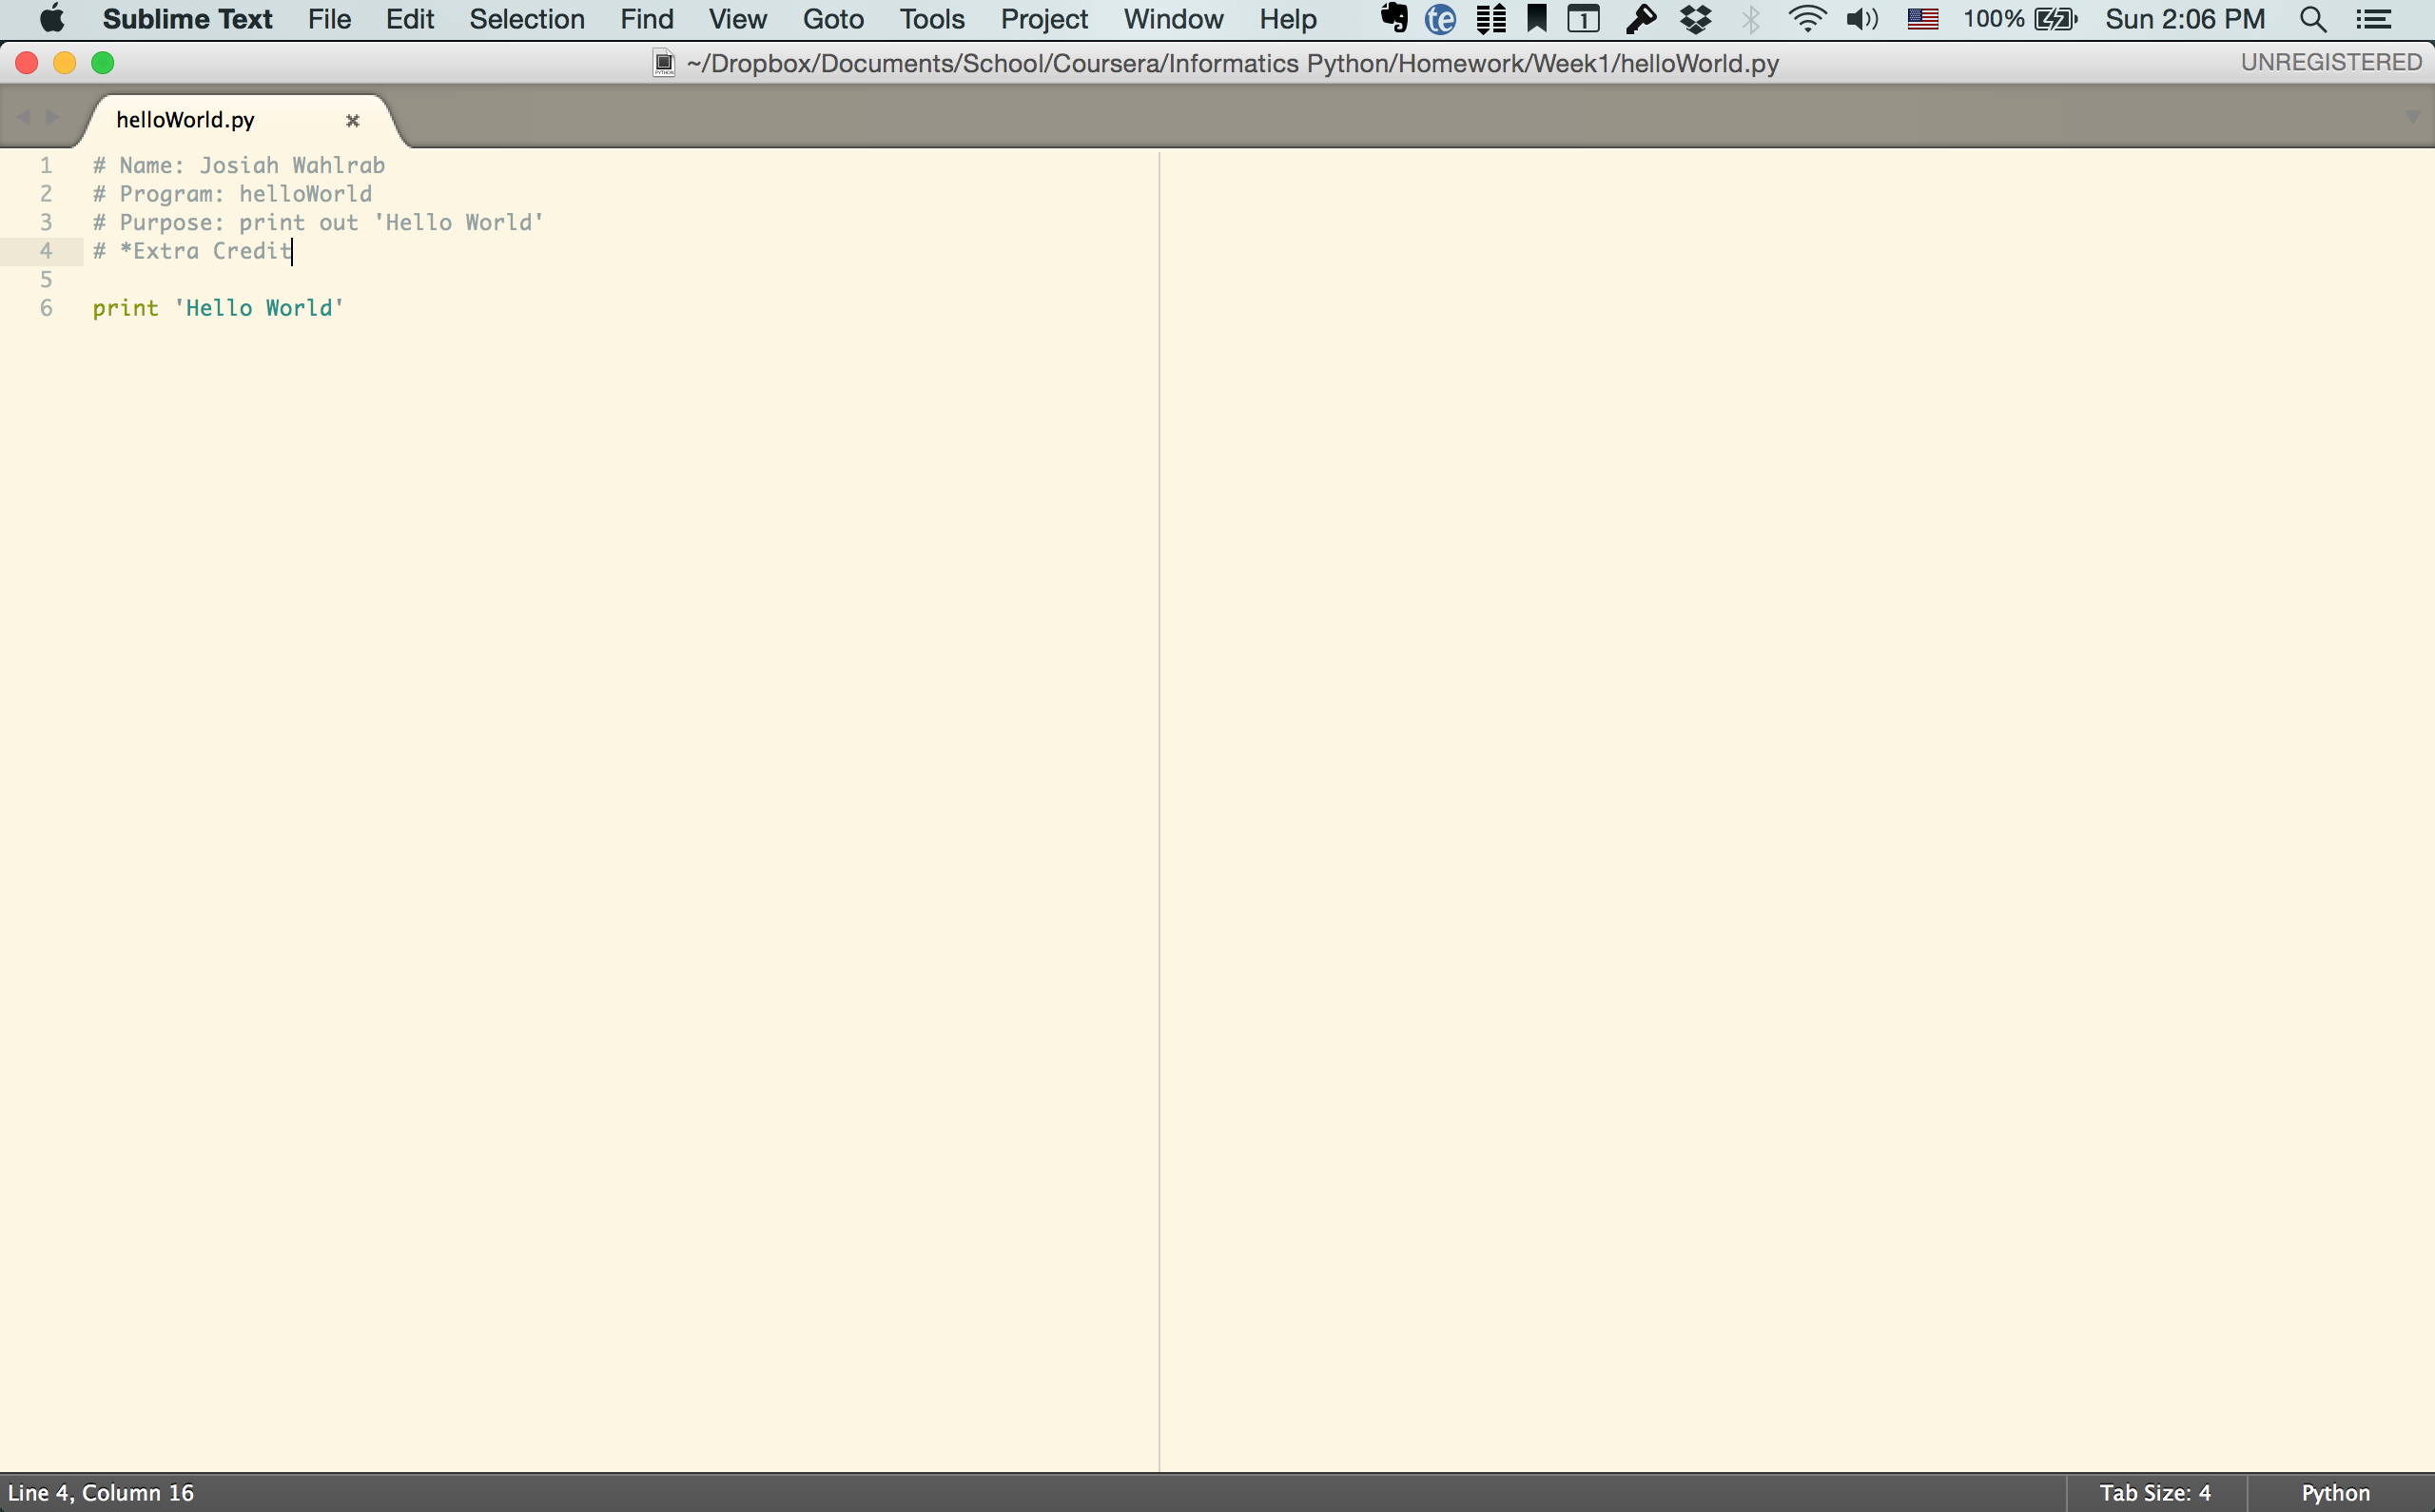 Sublime Text File Edit Selection Find View Goto Tools Project Window Help te 1 100% Sun 2:06 PM
~/Dropbox/Documents/School/Coursera/Informatics Python/Homework/Week1/helloWorld.py UNREGISTERED
helloWorld.py
1 # Name: Josiah Wahlrab
2 # Program: helloWorld
3 # Purpose: print out 'Hello World'
4 # *Extra Credit
5
6 print 'Hello World'
Line 4, Column 16 Tab Size: 4 Python